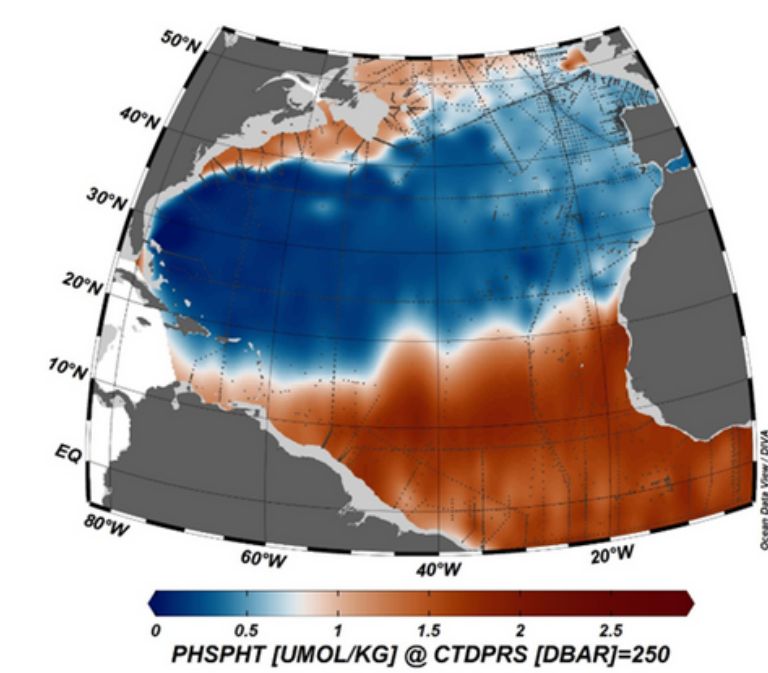 50°N
40°N
30°N
20°N
10°N
EQ
80°W
60°W
40°W
20°W
Ocean Data View / DIVA
0 0.5 1 1.5 2 2.5
PHSPHT [UMOL/KG] @ CTDPRS [DBAR]=250